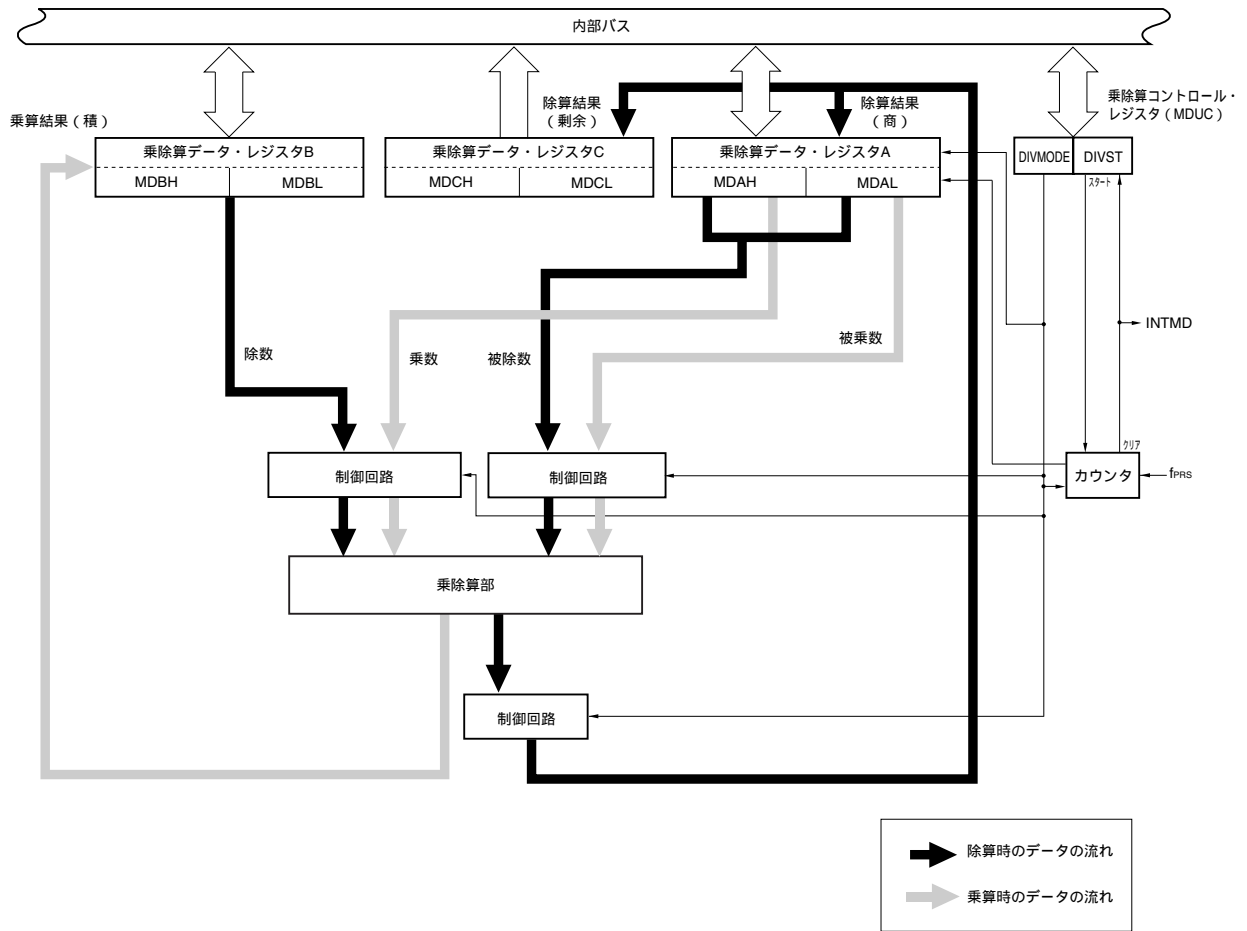 内部バス
乗算結果(積)
除算結果
(剰余)
除算結果
(商)
乗除算コントロール・
レジスタ(MDUC)
乗除算データ・レジスタB
MDBH
MDBL
乗除算データ・レジスタC
MDCH
MDCL
乗除算データ・レジスタA
MDAH
MDAL
DIVMODE
DIVST
スタート
INTMD
除数
乗数
被除数
被乗数
クリア
制御回路
制御回路
カウンタ
fPRS
乗除算部
制御回路
除算時のデータの流れ
乗算時のデータの流れ